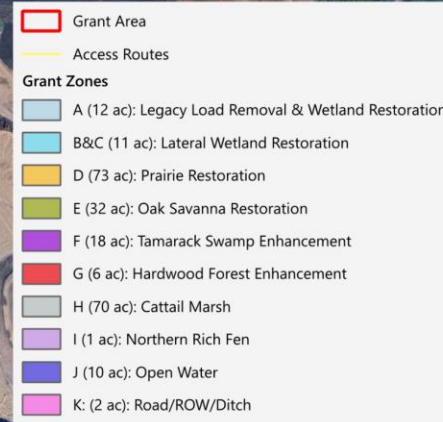 Grant Area
Access Routes
Grant Zones
A (12 ac): Legacy Load Removal & Wetland Restoration
B&C (11 ac): Lateral Wetland Restoration
D (73 ac): Prairie Restoration
E (32 ac): Oak Savanna Restoration
F (18 ac): Tamarack Swamp Enhancement
G (6 ac): Hardwood Forest Enhancement
H (70 ac): Cattail Marsh
I (1 ac): Northern Rich Fen
J (10 ac): Open Water
K: (2 ac): Road/ROW/Ditch